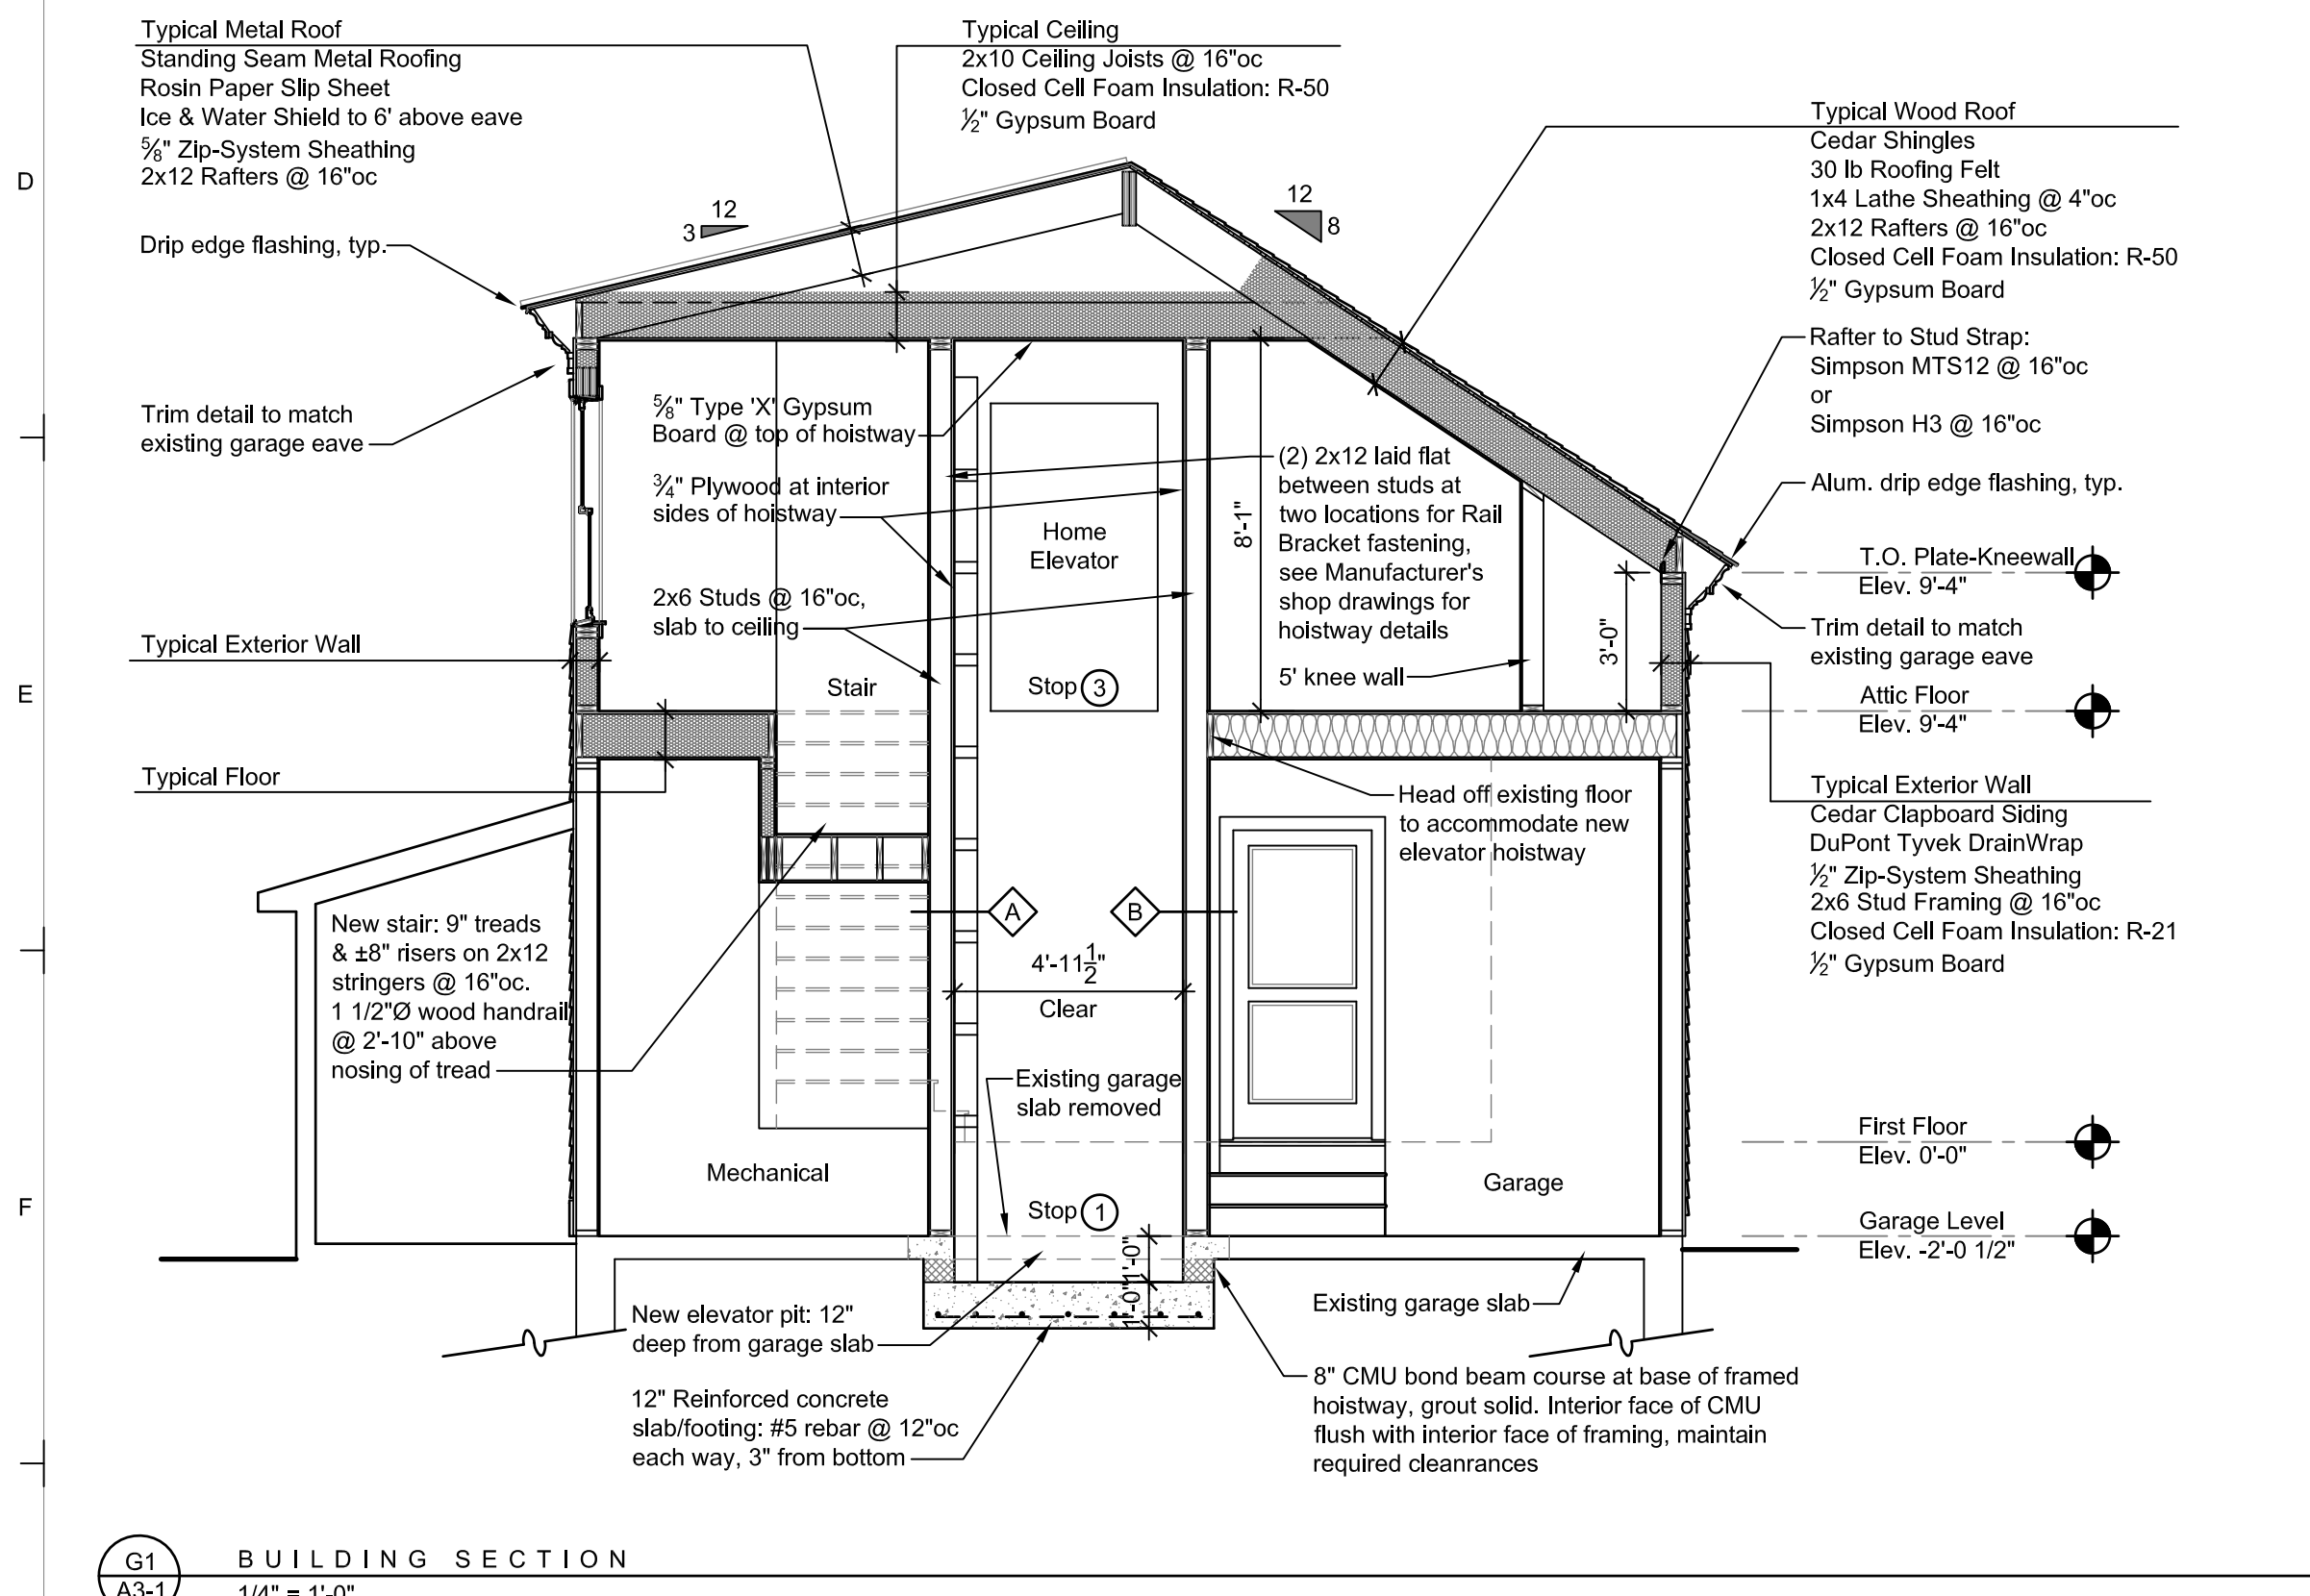 Typical Metal Roof
Standing Seam Metal Roofing
Rosin Paper Slip Sheet
Ice & Water Shield to 6' above eave
⅝" Zip-System Sheathing
2x12 Rafters @ 16"oc
Drip edge flashing, typ.
Trim detail to match
existing garage eave
Typical Exterior Wall
Typical Floor
New stair: 9" treads
& ±8" risers on 2x12
stringers @ 16"oc.
1 1/2"Ø wood handrail
@ 2'-10" above
nosing of tread
Typical Ceiling
2x10 Ceiling Joists @ 16"oc
Closed Cell Foam Insulation: R-50
½" Gypsum Board
12
3
12
8
⅝" Type 'X' Gypsum
Board @ top of hoistway
¾" Plywood at interior
sides of hoistway
2x6 Studs @ 16"oc,
slab to ceiling
Stair
Home
Elevator
Stop 3
8'-1"
(2) 2x12 laid flat
between studs at
two locations for Rail
Bracket fastening,
see Manufacturer's
shop drawings for
hoistway details
5' knee wall
3'-0"
Head off existing floor
to accommodate new
elevator hoistway
A
B
4'-11 1/2"
Clear
Existing garage
slab removed
Mechanical
Stop 1
Garage
1'-0"
1'-0"
New elevator pit: 12"
deep from garage slab
12" Reinforced concrete
slab/footing: #5 rebar @ 12"oc
each way, 3" from bottom
Existing garage slab
8" CMU bond beam course at base of framed
hoistway, grout solid. Interior face of CMU
flush with interior face of framing, maintain
required cleanrances
Typical Wood Roof
Cedar Shingles
30 lb Roofing Felt
1x4 Lathe Sheathing @ 4"oc
2x12 Rafters @ 16"oc
Closed Cell Foam Insulation: R-50
½" Gypsum Board
Rafter to Stud Strap:
Simpson MTS12 @ 16"oc
or
Simpson H3 @ 16"oc
Alum. drip edge flashing, typ.
T.O. Plate-Kneewall
Elev. 9'-4"
Trim detail to match
existing garage eave
Attic Floor
Elev. 9'-4"
Typical Exterior Wall
Cedar Clapboard Siding
DuPont Tyvek DrainWrap
½" Zip-System Sheathing
2x6 Stud Framing @ 16"oc
Closed Cell Foam Insulation: R-21
½" Gypsum Board
First Floor
Elev. 0'-0"
Garage Level
Elev. -2'-0 1/2"
D
E
F
G1
A3-1
BUILDING SECTION
1/4" = 1'-0"